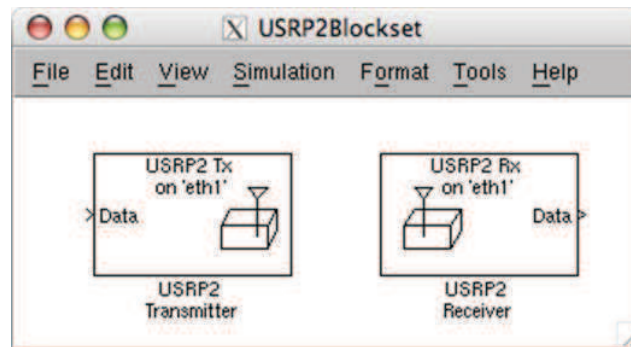 USRP2Blockset
File Edit View Simulation Format Tools Help
USRP2 Tx
on 'eth1'
Data
USRP2
Transmitter
USRP2 Rx
on 'eth1'
Data
USRP2
Receiver